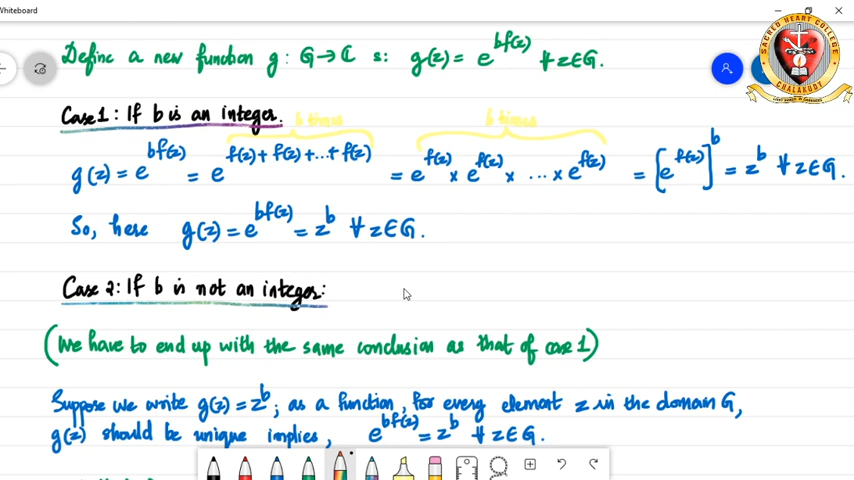 Whiteboard
Define a new function g: G→ℂ s: g(z) = e^{bf(z)} ∀ z∈G.
SACRED HEART COLLEGE
CHALAKUDY
Case 1: If b is an integer.
b times b times
g(z) = e^{bf(z)} = e^{f(z)+f(z)+...+f(z)} = e^{f(z)} × e^{f(z)} × ... × e^{f(z)} = [e^{f(z)}]^b = z^b ∀ z∈G.
So, here g(z) = e^{bf(z)} = z^b ∀ z∈G.
Case 2: If b is not an integer:
(We have to end up with the same conclusion as that of case 1)
Suppose we write g(z) = z^b; as a function, for every element z in the domain G,
g(z) should be unique implies, e^{bf(z)} = z^b ∀ z∈G.